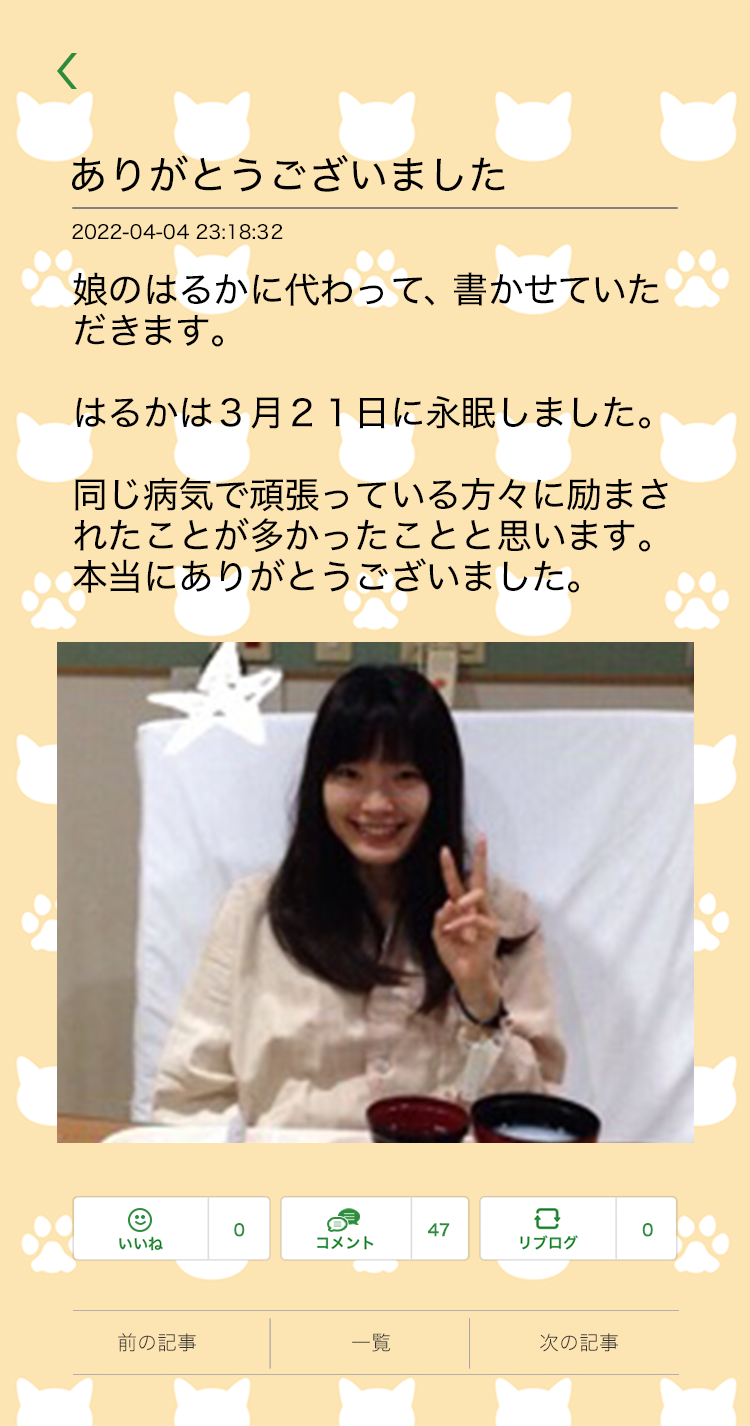 ありがとうございました
2022-04-04 23:18:32
娘のはるかに代わって、書かせていた
だきます。
はるかは３月２１日に永眠しました。
同じ病気で頑張っている方々に励まさ
れたことが多かったことと思います。
本当にありがとうございました。
いいね 0 コメント 47 リブログ 0
前の記事 一覧 次の記事